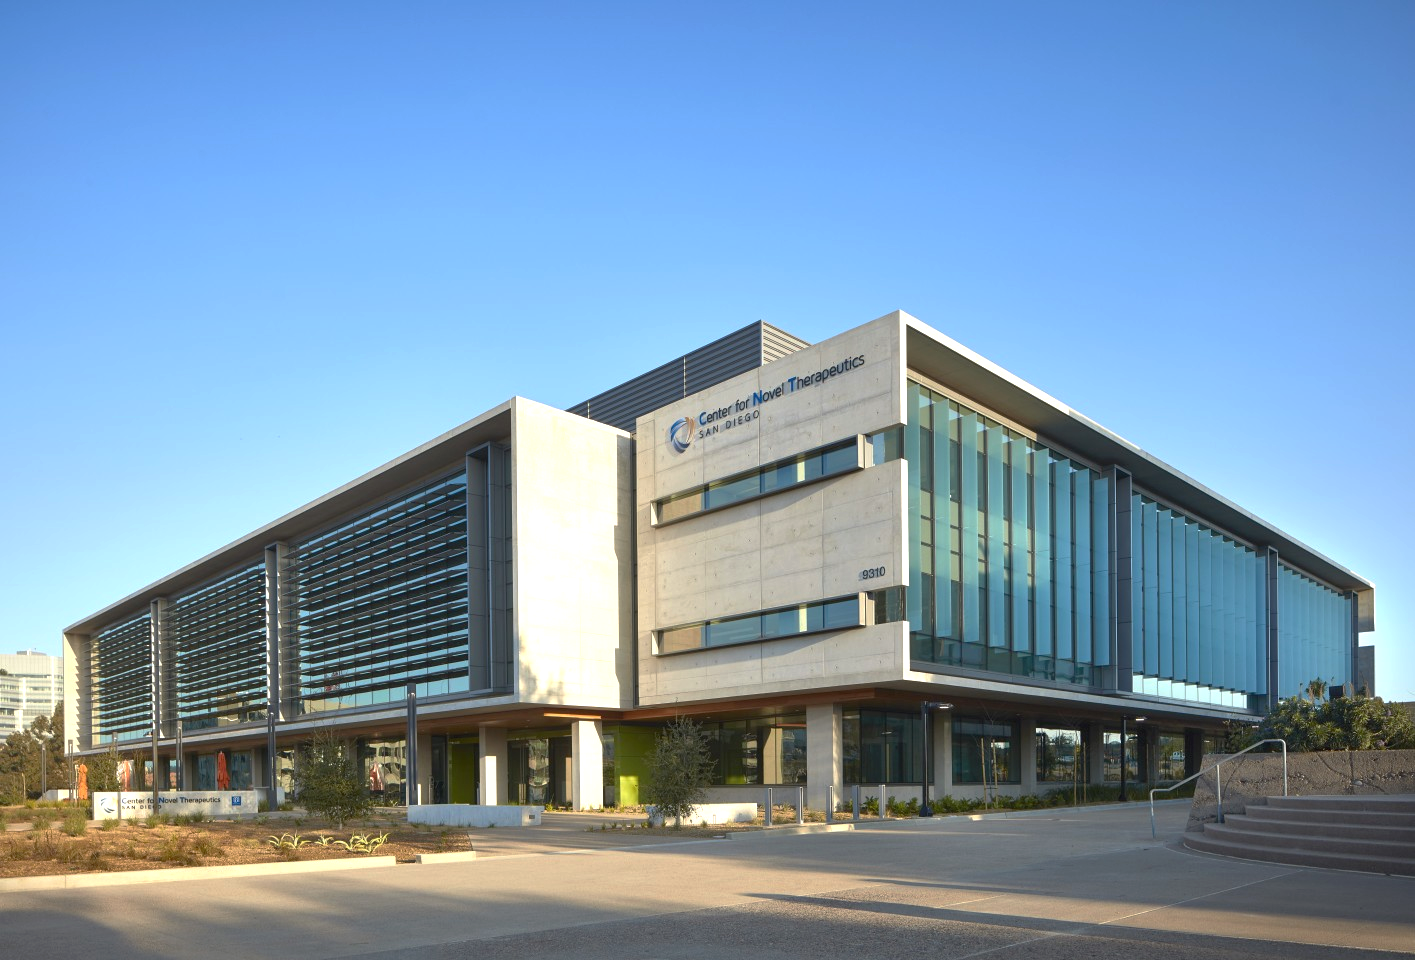 Center for Novel Therapeutics
SAN DIEGO
9310
Center for Novel Therapeutics
SAN DIEGO